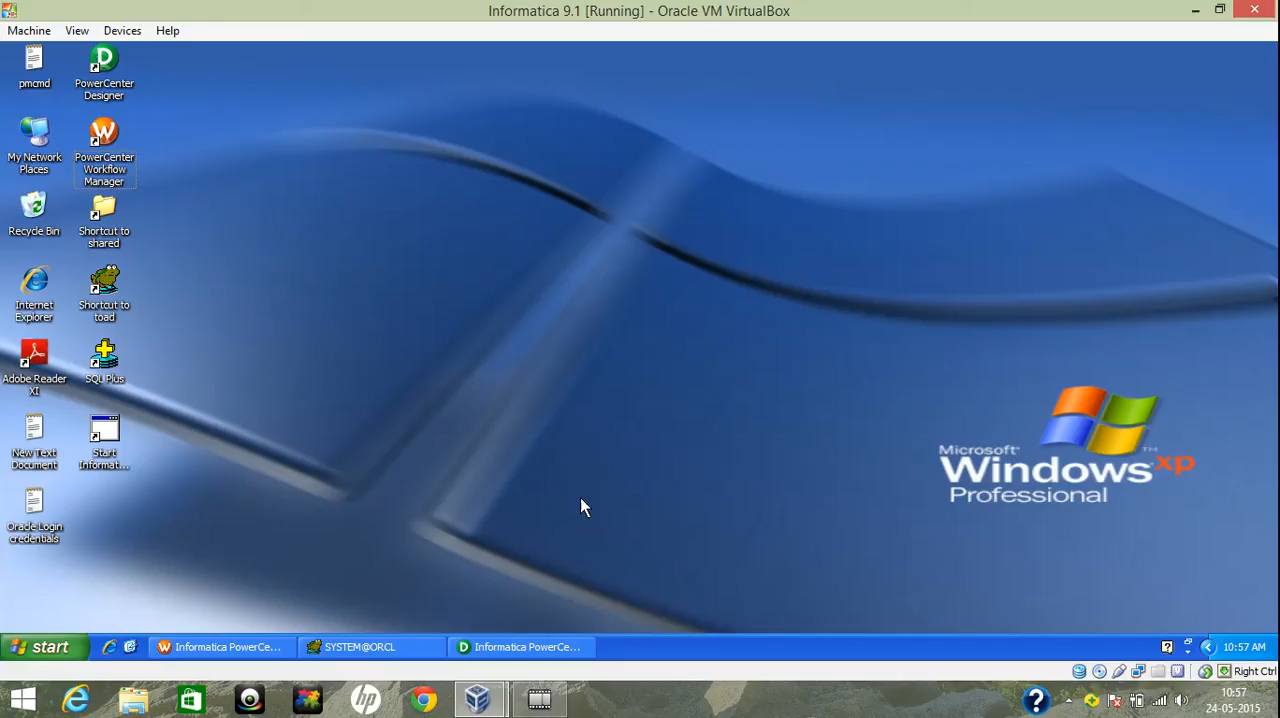 Informatica 9.1 [Running] - Oracle VM VirtualBox
Machine View Devices Help
pmcmd
PowerCenter
Designer
My Network
Places
PowerCenter
Workflow
Manager
Recycle Bin
Shortcut to
shared
Internet
Explorer
Shortcut to
toad
Adobe Reader
XI
SQL Plus
New Text
Document
Start
Informat...
Oracle Login
credentials
Microsoft
Windows xp
Professional
start
Informatica PowerCe...
SYSTEM@ORCL
Informatica PowerCe...
10:57 AM
Right Ctrl
10:57
24-05-2015